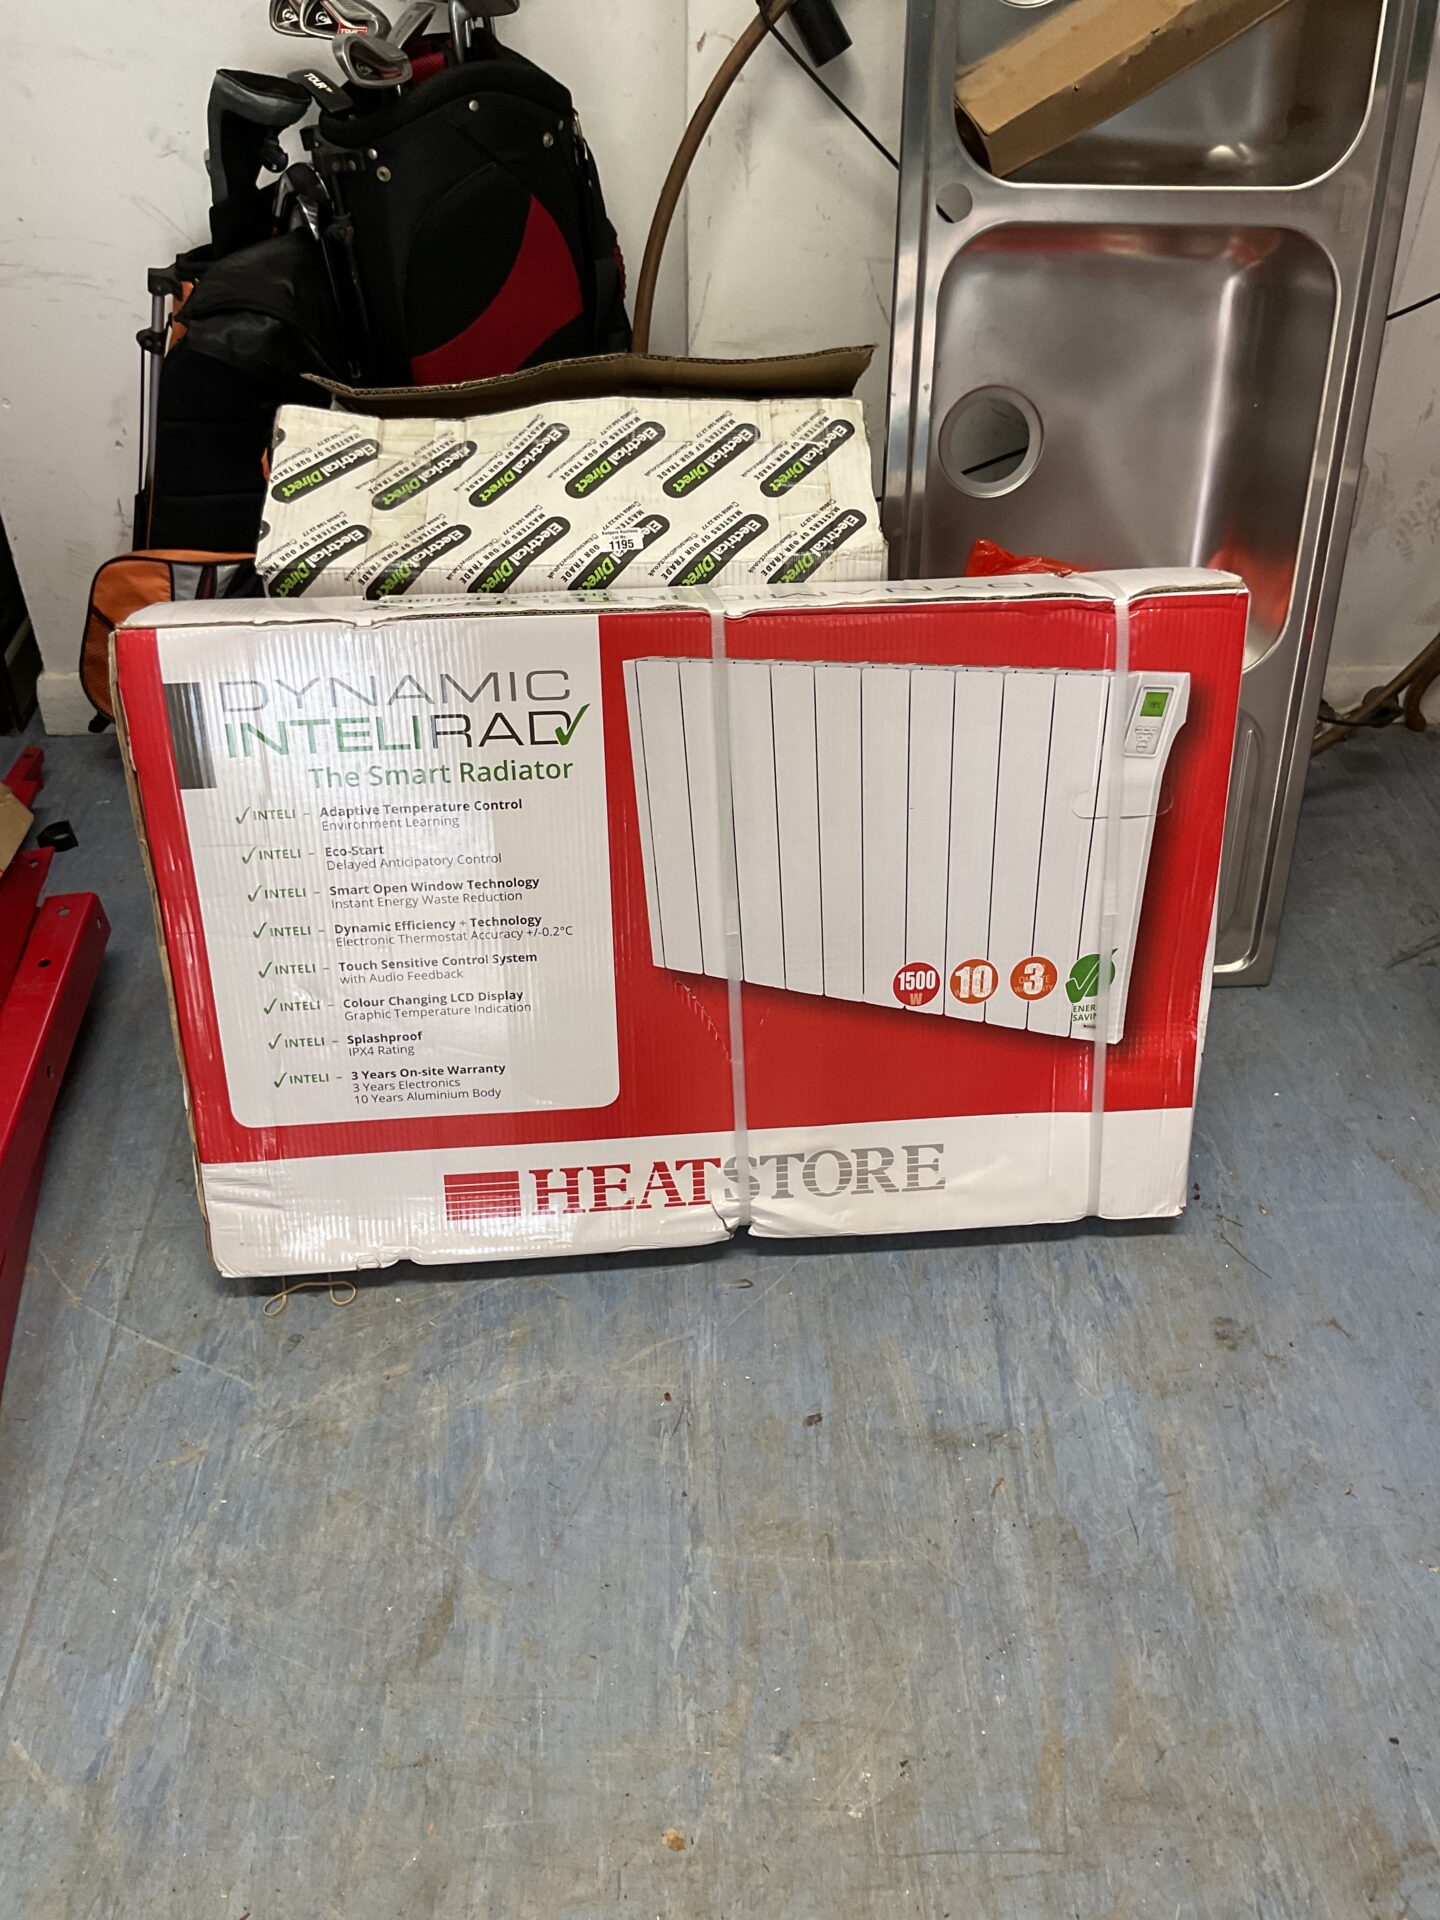 TOUR
Electrical Direct
MASTERS OF OUR TRADE
Lot No.
1195
DYNAMIC
INTELIRAD
The Smart Radiator
INTELI – Adaptive Temperature Control
Environment Learning
INTELI – Eco-Start
Delayed Anticipatory Control
INTELI – Smart Open Window Technology
Instant Energy Waste Reduction
INTELI – Dynamic Efficiency + Technology
Electronic Thermostat Accuracy +/-0.2°C
INTELI – Touch Sensitive Control System
with Audio Feedback
INTELI – Colour Changing LCD Display
Graphic Temperature Indication
INTELI – Splashproof
IPX4 Rating
INTELI – 3 Years On-site Warranty
3 Years Electronics
10 Years Aluminium Body
1500
W
10
3
HEATSTORE